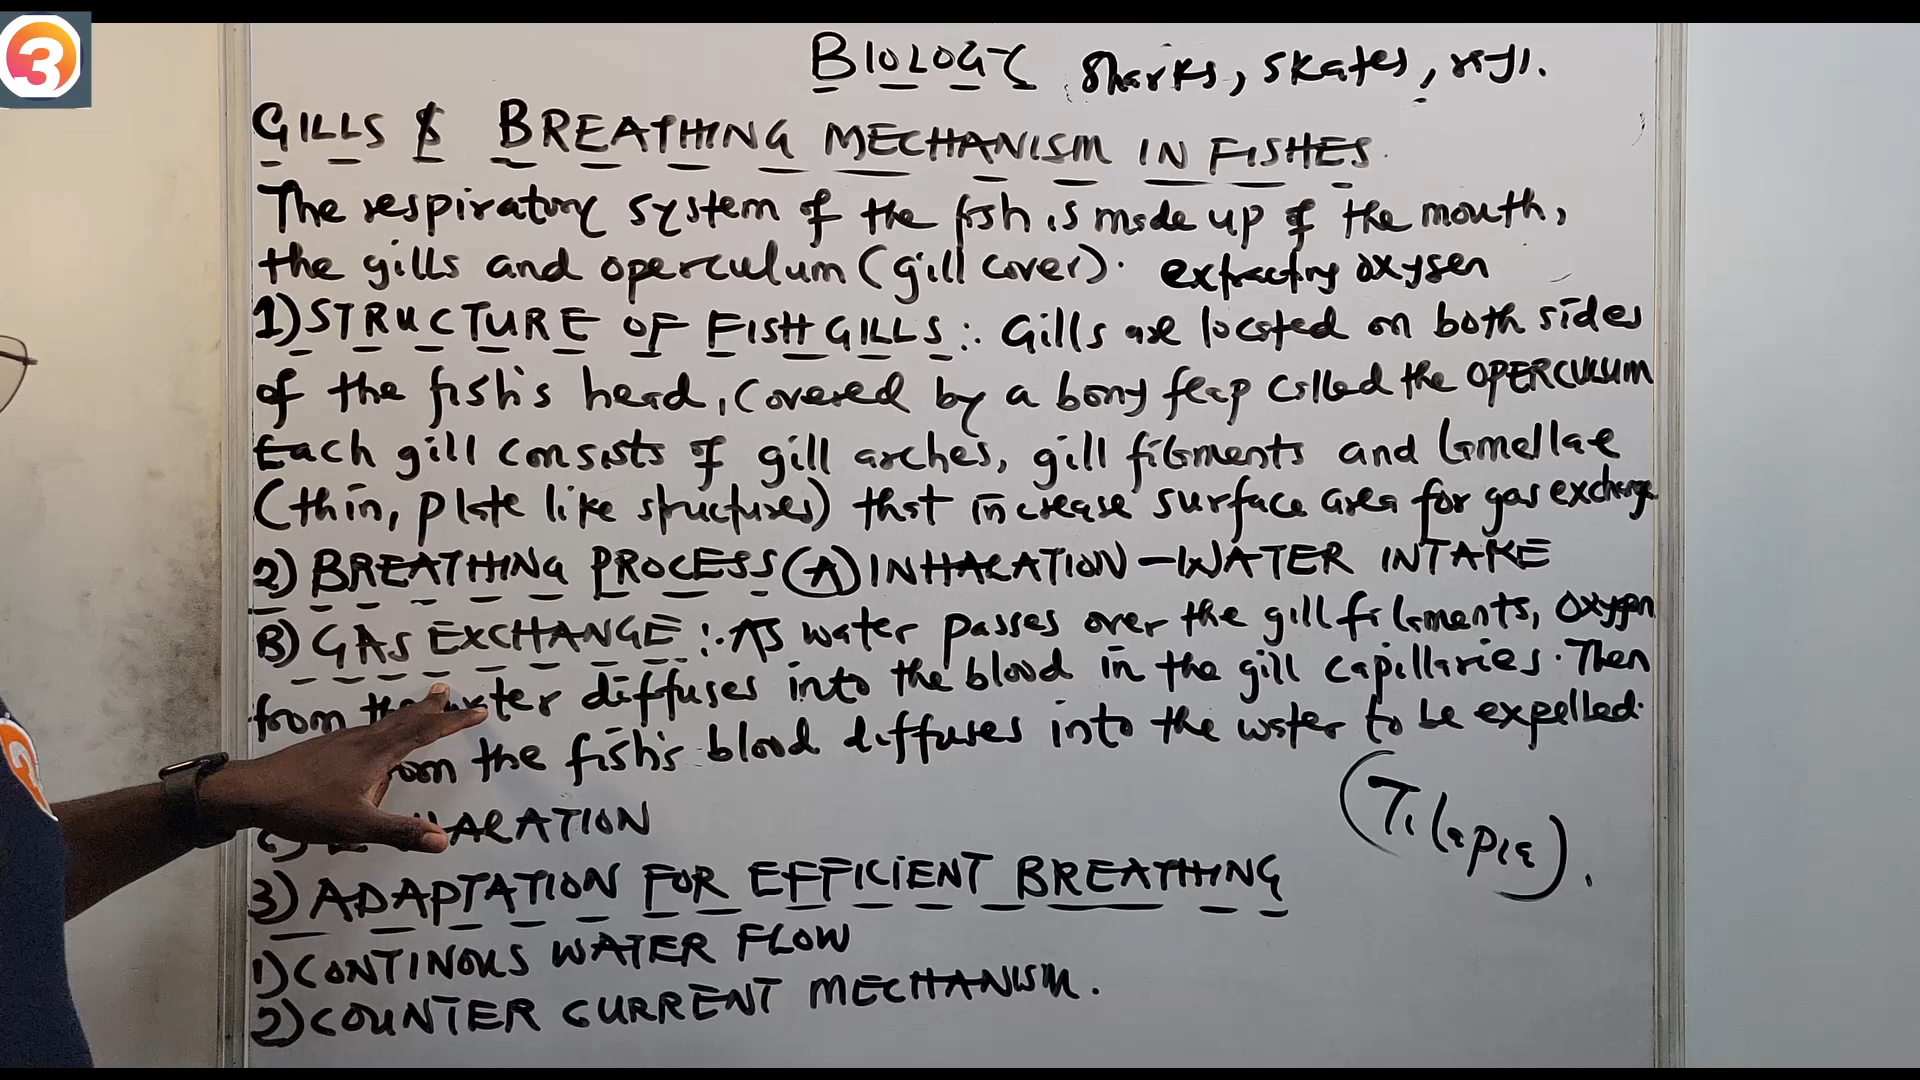 3
BIOLOGY sharks, skates, rays.
GILLS & BREATHING MECHANISM IN FISHES.
The respiratory system of the fish is made up of the mouth,
the gills and operculum (gill cover). extracting oxygen
1) STRUCTURE OF FISH GILLS:. Gills are located on both sides
of the fish's head, covered by a bony flap called the OPERCULUM
Each gill consists of gill arches, gill filaments and lamellae
(thin, plate like structures) that increase surface area for gas exchange
2) BREATHING PROCESS (A) INHALATION - WATER INTAKE
B) GAS EXCHANGE:. As water passes over the gill filaments, oxygen
from the water diffuses into the blood in the gill capillaries. Then
the fish's blood diffuses into the water to be expelled.
(Tilapia).
3) ADAPTATION FOR EFFICIENT BREATHING
1) CONTINOUS WATER FLOW
2) COUNTER CURRENT MECHANISM.